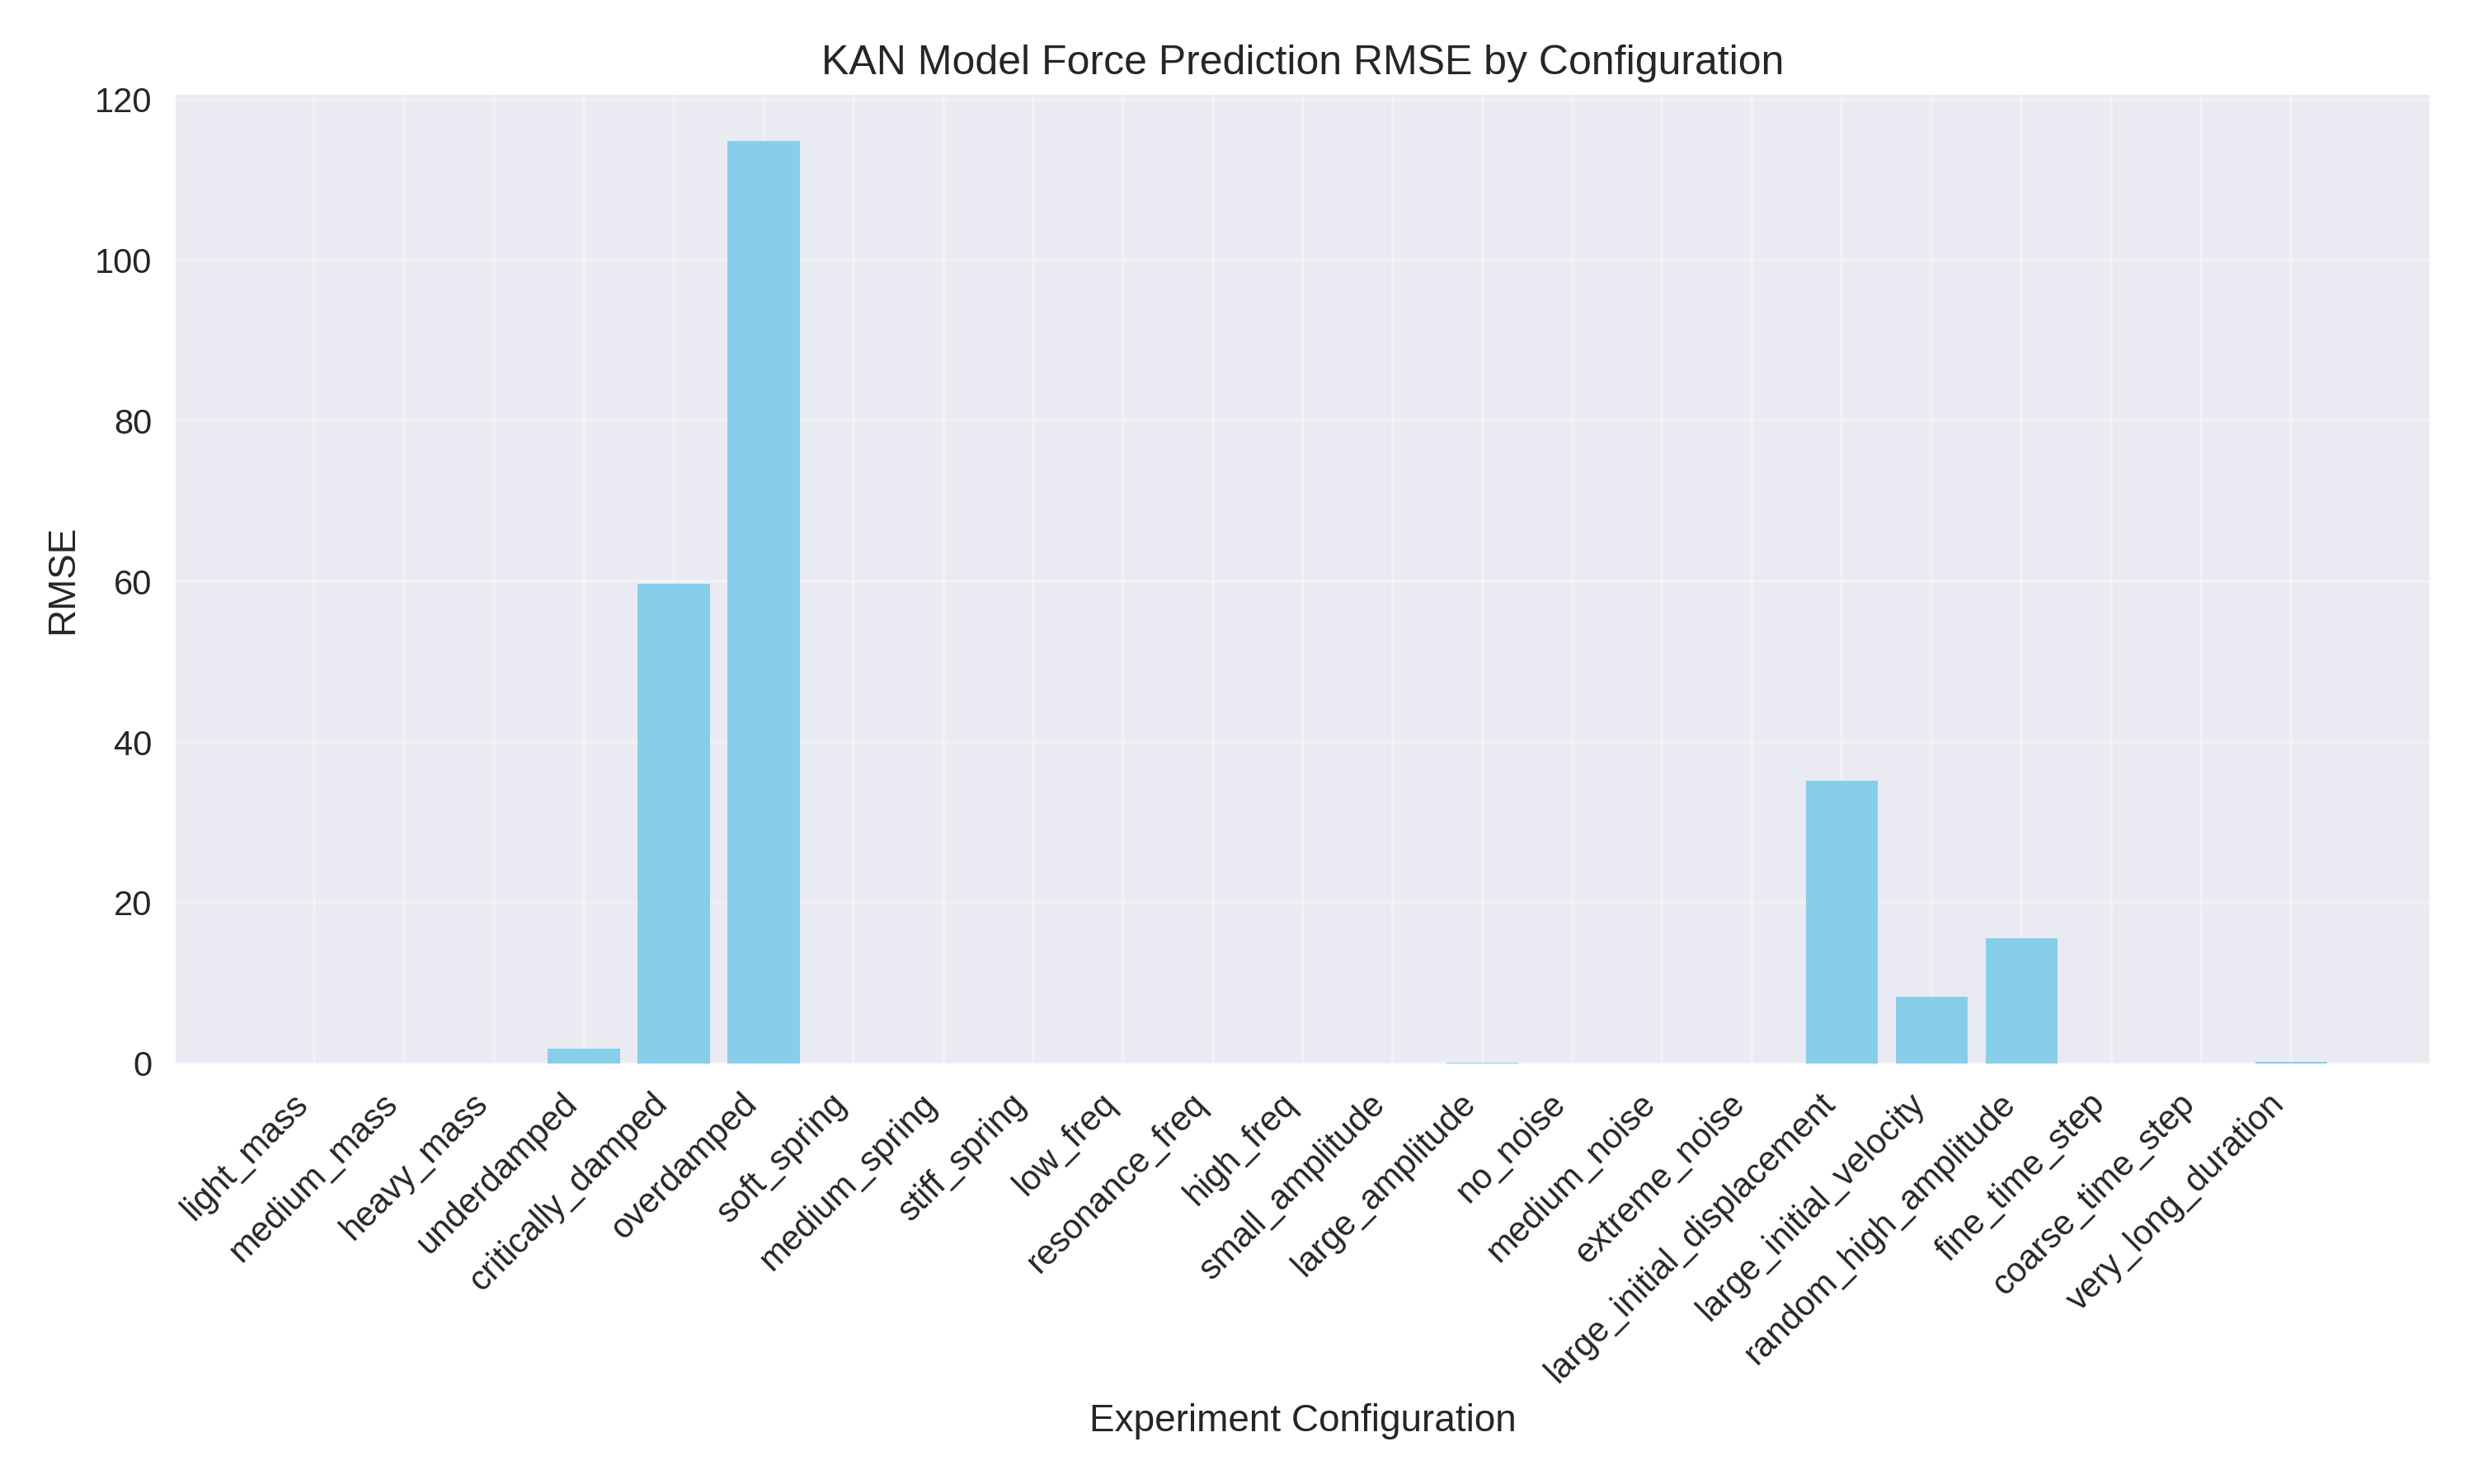 KAN Model Force Prediction RMSE by Configuration
120
100
80
60
40
20
0
RMSE
light_mass
medium_mass
heavy_mass
underdamped
critically_damped
overdamped
soft_spring
medium_spring
stiff_spring
low_freq
resonance_freq
high_freq
small_amplitude
large_amplitude
no_noise
medium_noise
extreme_noise
large_initial_displacement
large_initial_velocity
random_high_amplitude
fine_time_step
coarse_time_step
very_long_duration
Experiment Configuration